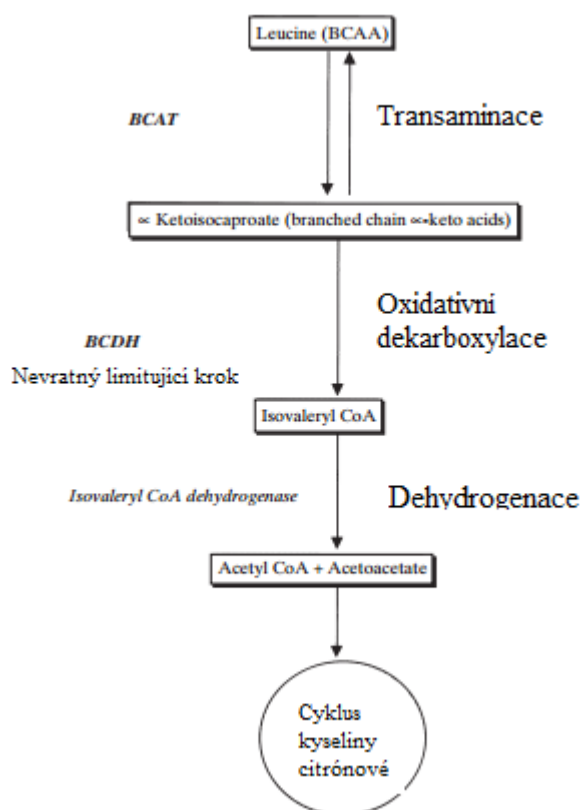 Leucine (BCAA)
BCAT
Transaminace
∝ Ketoisocaproate (branched chain ∝-keto acids)
Oxidativní
dekarboxylace
BCDH
Nevratný limitující krok
Isovaleryl CoA
Isovaleryl CoA dehydrogenase
Dehydrogenace
Acetyl CoA + Acetoacetate
Cyklus
kyseliny
citrónové